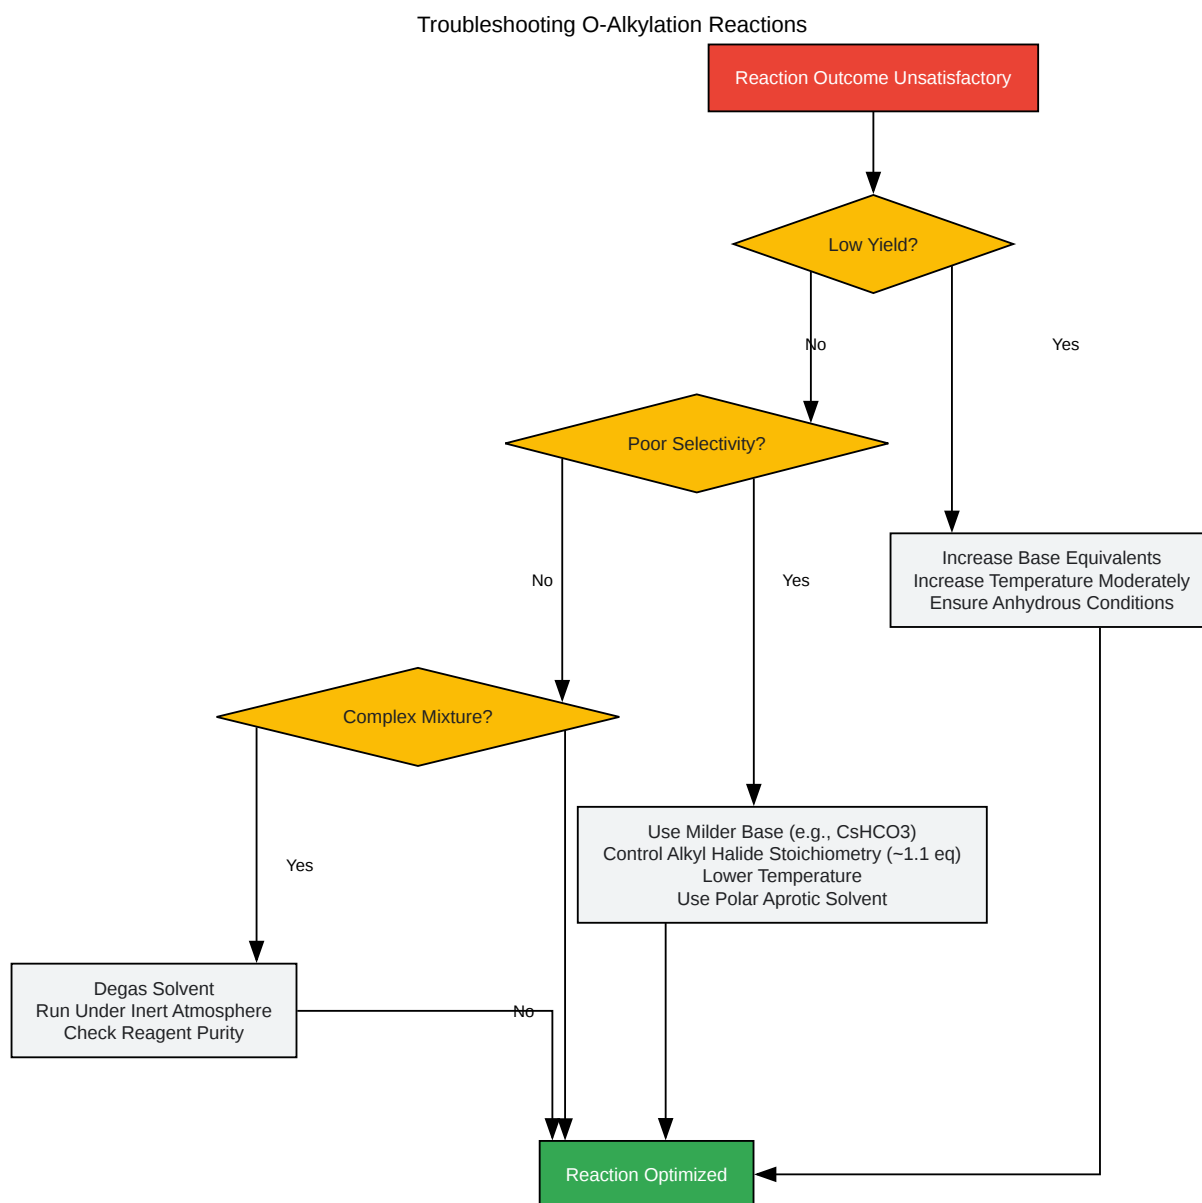 Troubleshooting O-Alkylation Reactions
Reaction Outcome Unsatisfactory
Low Yield?
No
Yes
Poor Selectivity?
Increase Base Equivalents
Increase Temperature Moderately
Ensure Anhydrous Conditions
No
Yes
Complex Mixture?
Use Milder Base (e.g., CsHCO3)
Control Alkyl Halide Stoichiometry (~1.1 eq)
Lower Temperature
Use Polar Aprotic Solvent
Yes
Degas Solvent
Run Under Inert Atmosphere
Check Reagent Purity
No
Reaction Optimized